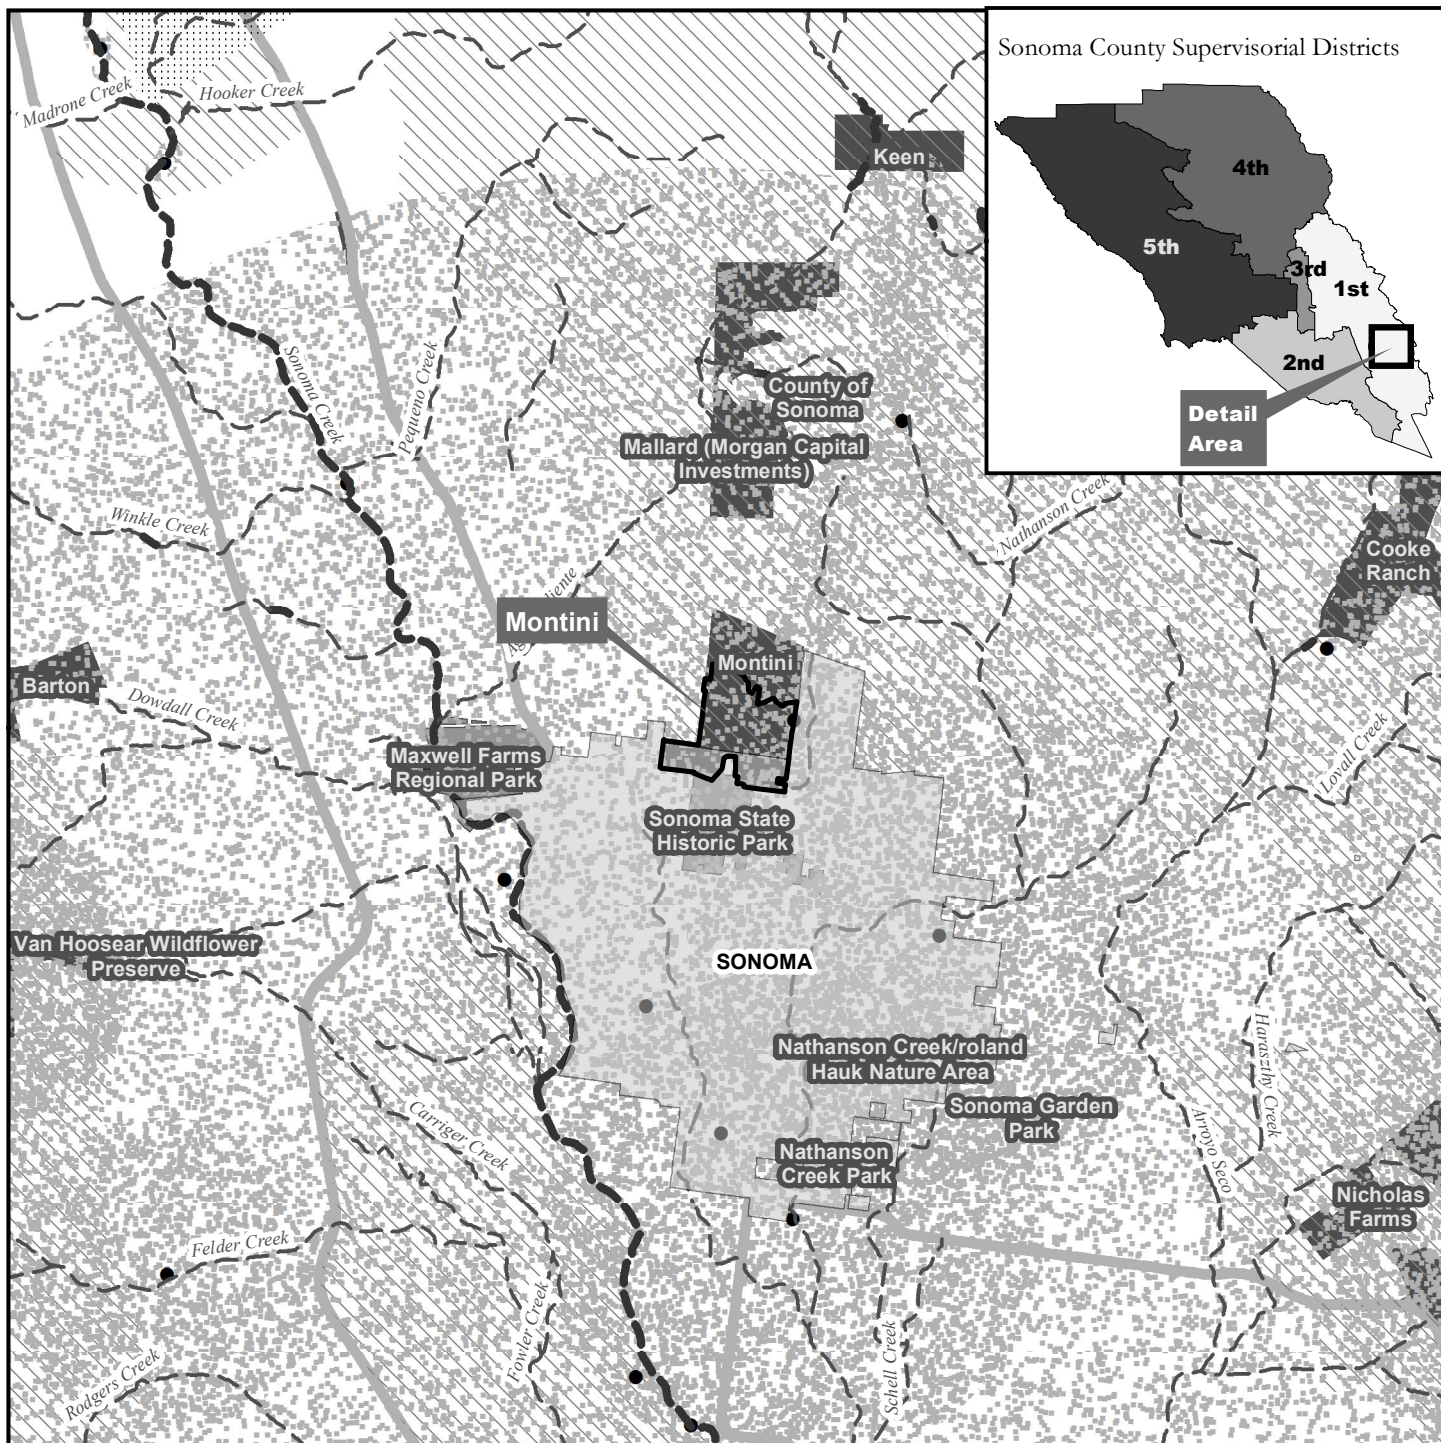 Sonoma County Supervisorial Districts
4th
5th
3rd
1st
2nd
Detail
Area
Madrone Creek
Hooker Creek
Keen
Sonoma Creek
Pequeno Creek
County of
Sonoma
Mallard (Morgan Capital
Investments)
Nathanson Creek
Winkle Creek
Cooke
Ranch
Montini
Montini
Barton
Dowdall Creek
Maxwell Farms
Regional Park
Lovall Creek
Sonoma State
Historic Park
Van Hoosear Wildflower
Preserve
SONOMA
Nathanson Creek/roland
Hauk Nature Area
Haraszthy Creek
Sonoma Garden
Park
Carriger Creek
Arroyo Seco
Nathanson
Creek Park
Nicholas
Farms
Felder Creek
Fowler Creek
Schell Creek
Rodgers Creek